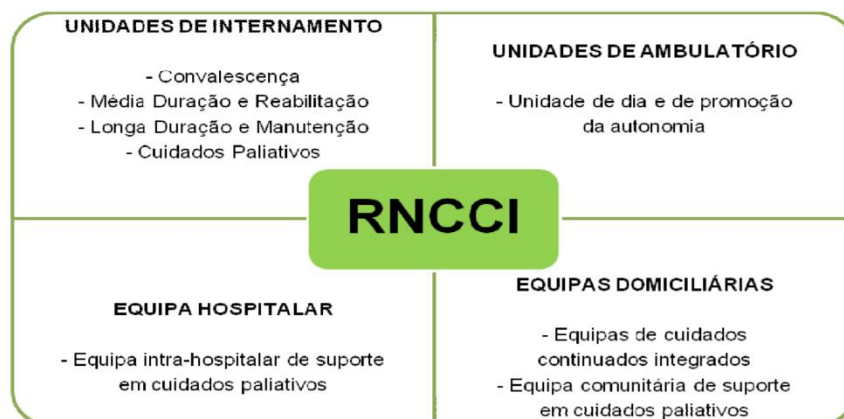 UNIDADES DE INTERNAMENTO
- Convalescença
- Média Duração e Reabilitação
- Longa Duração e Manutenção
- Cuidados Paliativos
UNIDADES DE AMBULATÓRIO
- Unidade de dia e de promoção
da autonomia
RNCCI
EQUIPA HOSPITALAR
- Equipa intra-hospitalar de suporte
em cuidados paliativos
EQUIPAS DOMICILIÁRIAS
- Equipas de cuidados
continuados integrados
- Equipa comunitária de suporte
em cuidados paliativos